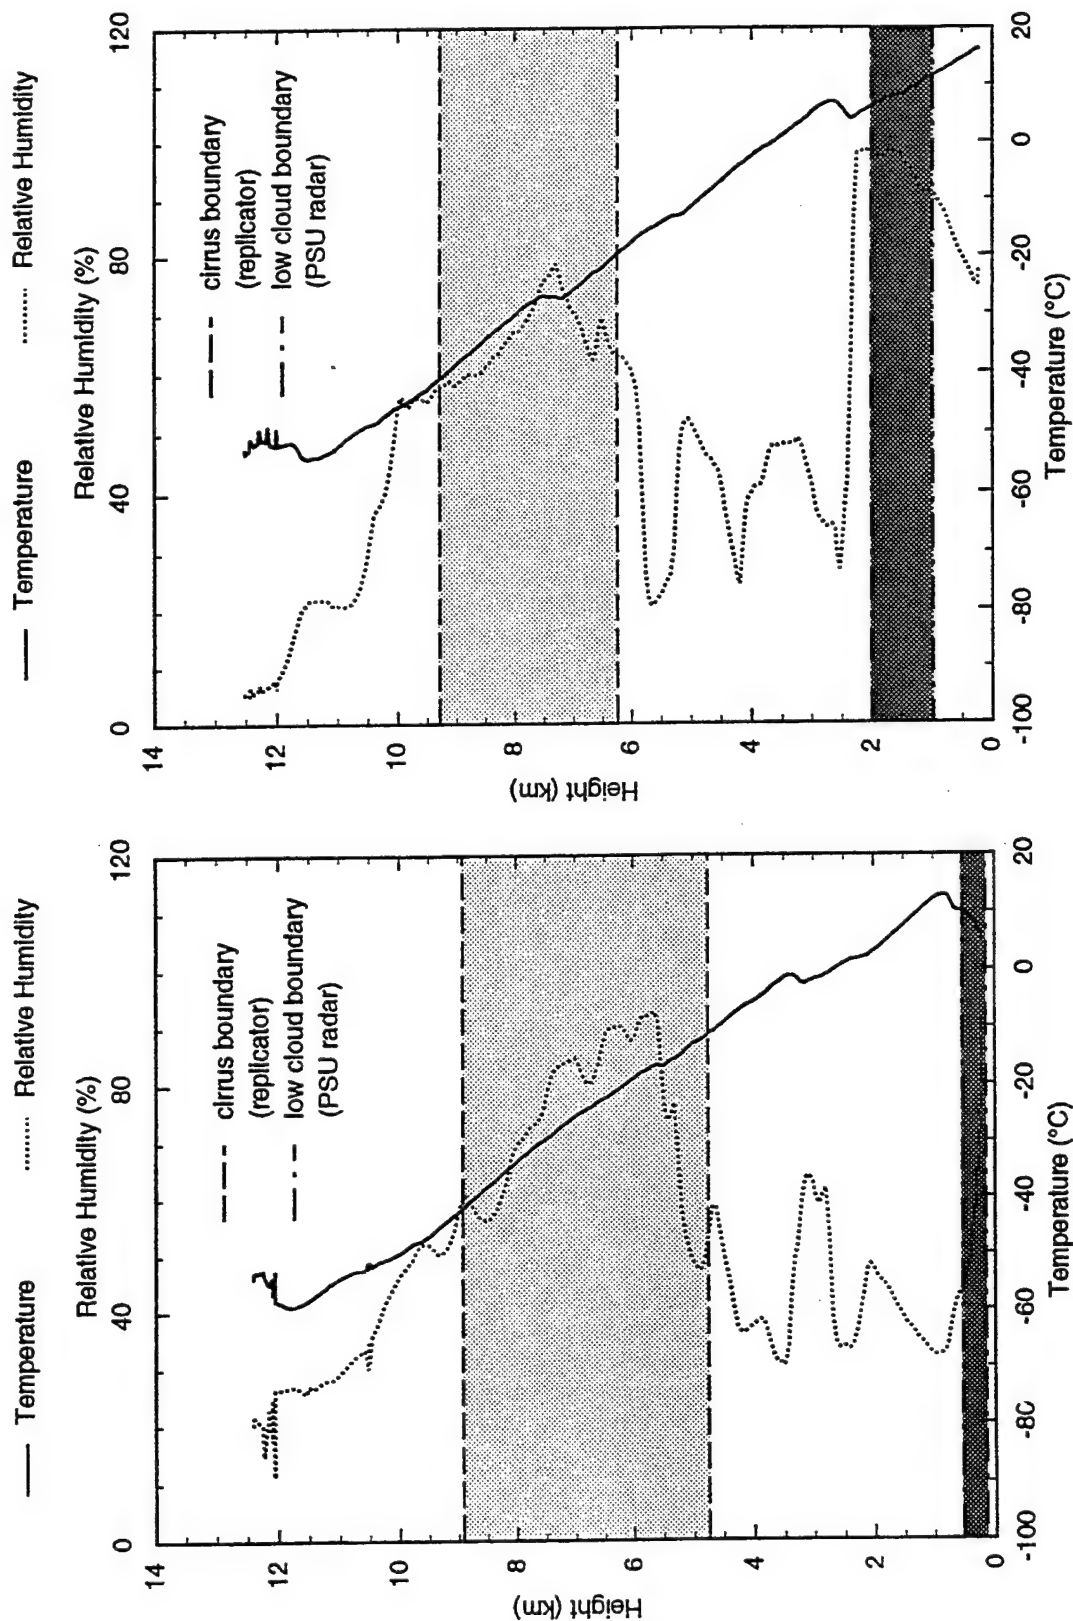 Temperature
Relative Humidity
Relative Humidity (%)
0
40
80
120
cirrus boundary
(replicator)
low cloud boundary
(PSU radar)
14
12
10
8
6
4
2
0
Height (km)
-100
-80
-60
-40
-20
0
20
Temperature (°C)
Temperature
Relative Humidity
Relative Humidity (%)
0
40
80
120
cirrus boundary
(replicator)
low cloud boundary
(PSU radar)
14
12
10
8
6
4
2
0
Height (km)
-100
-80
-60
-40
-20
0
20
Temperature (°C)